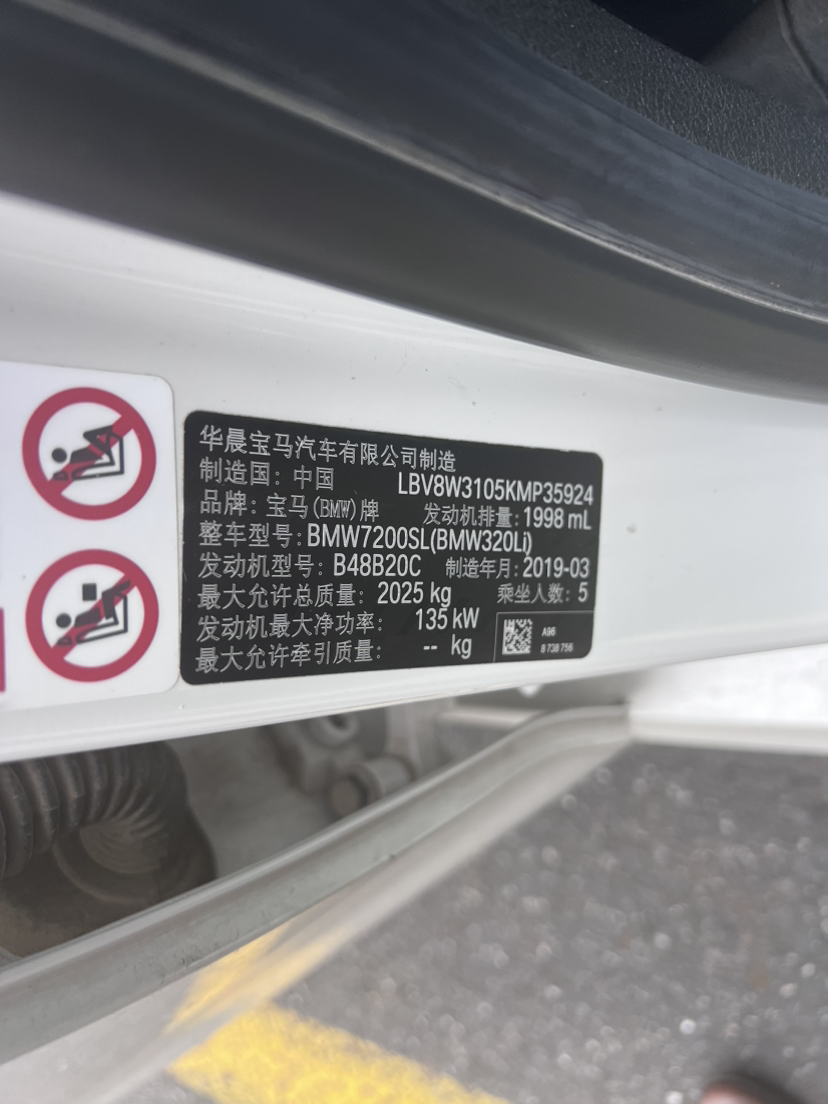 华晨宝马汽车有限公司制造
制造国：中国 LBV8W3105KMP35924
品牌：宝马(BMW)牌 发动机排量：1998 mL
整车型号：BMW7200SL(BMW320Li)
发动机型号：B48B20C 制造年月：2019-03
最大允许总质量：2025 kg 乘坐人数：5
发动机最大净功率：135 kW
最大允许牵引质量：-- kg
A96
8 738 756